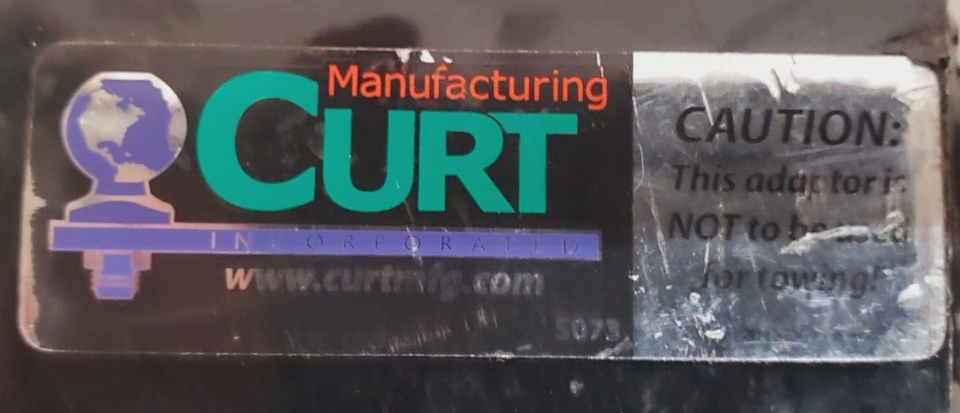 Manufacturing
CURT
INCORPORATED
www.curtmfg.com
5073
CAUTION:
This adaptor is
NOT to be used
for towing!